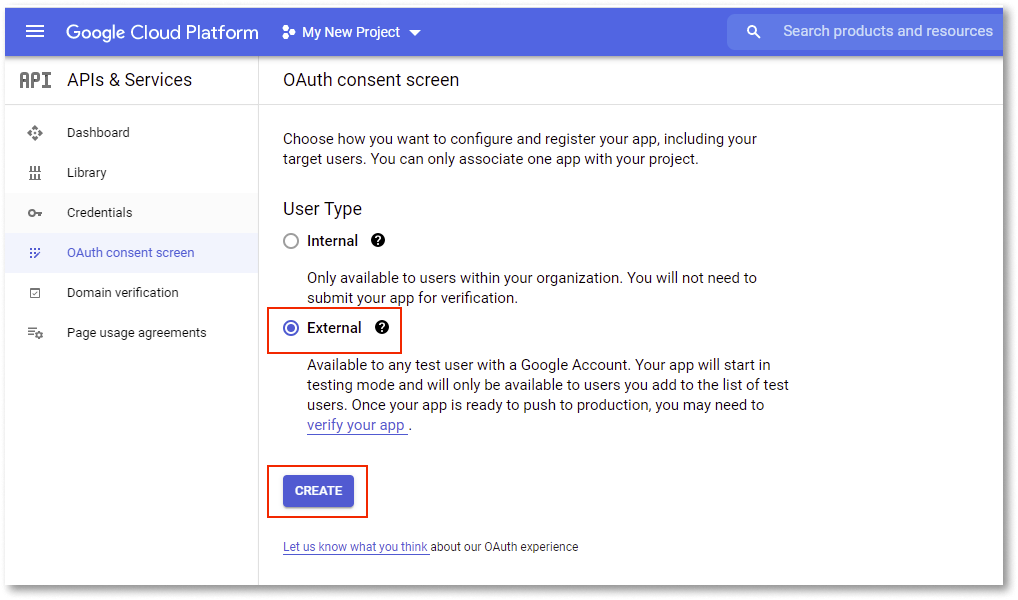 Google Cloud Platform
My New Project
Search products and resources
API
APIs & Services
OAuth consent screen
Dashboard
Library
Credentials
OAuth consent screen
Domain verification
Page usage agreements
Choose how you want to configure and register your app, including your
target users. You can only associate one app with your project.
User Type
Internal ?
Only available to users within your organization. You will not need to
submit your app for verification.
External ?
Available to any test user with a Google Account. Your app will start in
testing mode and will only be available to users you add to the list of test
users. Once your app is ready to push to production, you may need to
verify your app .
CREATE
Let us know what you think about our OAuth experience